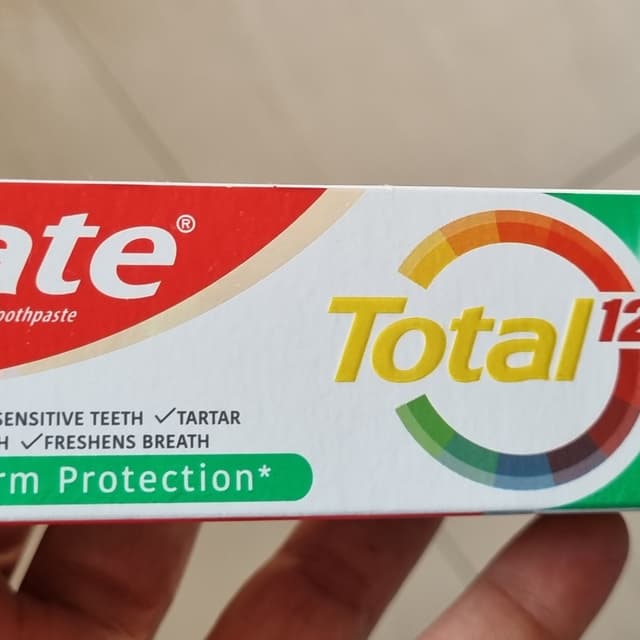 ate®
oothpaste
Total 12
SENSITIVE TEETH ✓TARTAR
H ✓FRESHENS BREATH
rm Protection*